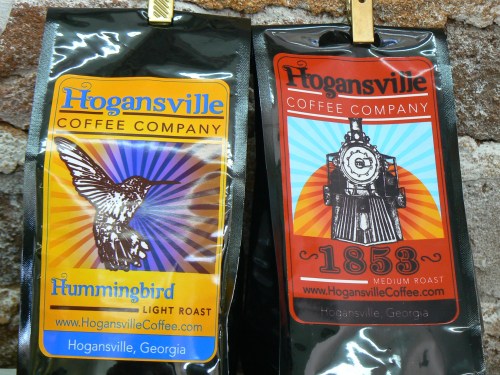 Hogansville
COFFEE COMPANY
Hummingbird
LIGHT ROAST
www.HogansvilleCoffee.com
Hogansville, Georgia
Hogansville
COFFEE COMPANY
1853
MEDIUM ROAST
www.HogansvilleCoffee.com
Hogansville, Georgia